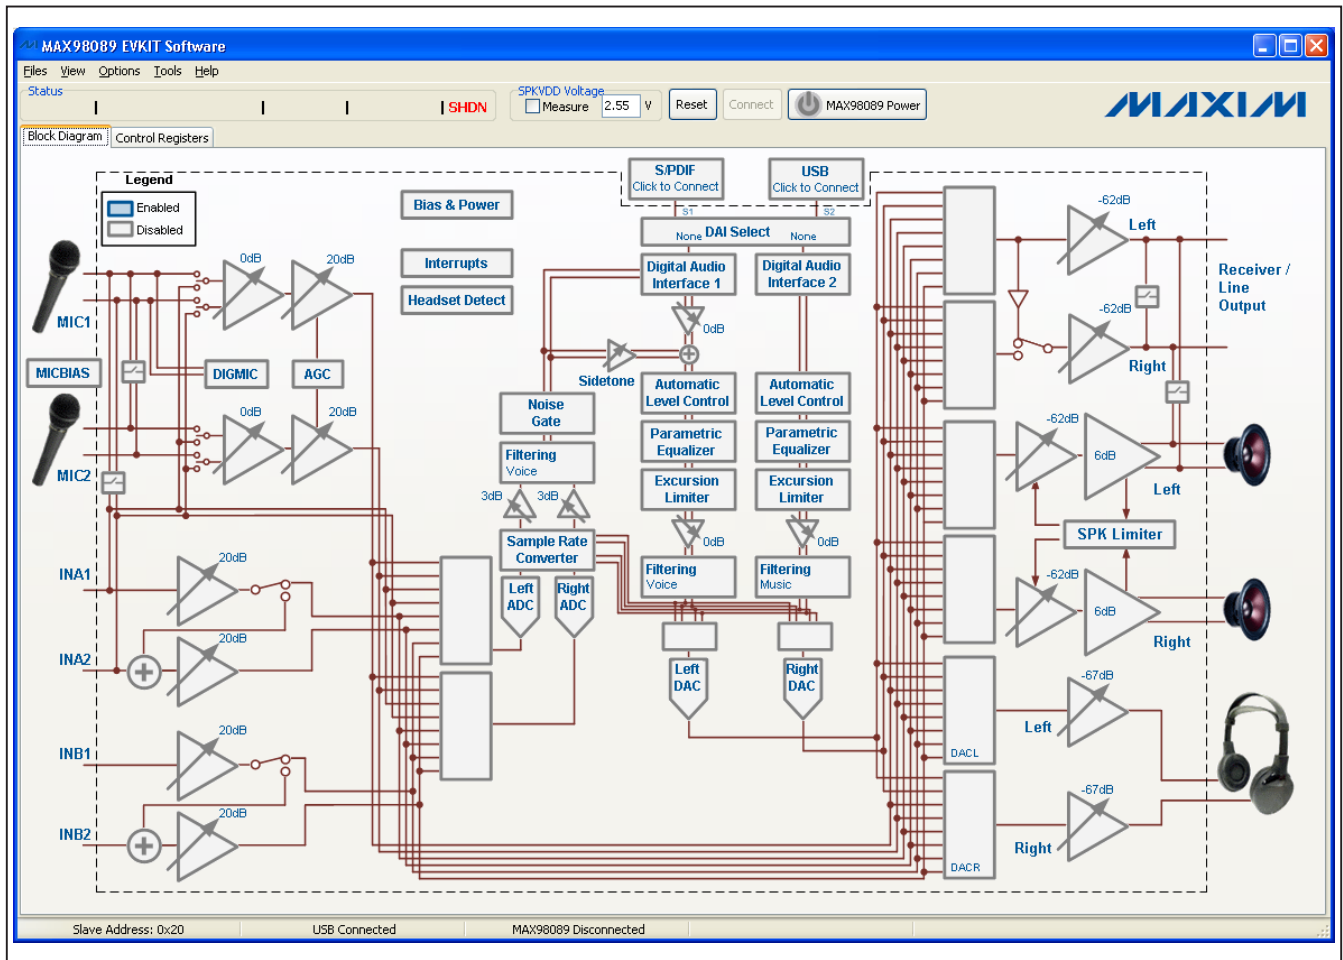 MAX98089 EVKIT Software
Files View Options Tools Help
Status
SHDN
SPKVDD Voltage
Measure 2.55 V
Reset
Connect
MAX98089 Power
MAXIM
Block Diagram
Control Registers
Legend
Enabled
Disabled
Bias & Power
Interrupts
Headset Detect
S/PDIF
Click to Connect
USB
Click to Connect
S1
S2
None DAI Select None
Digital Audio
Interface 1
Digital Audio
Interface 2
0dB
Sidetone
Automatic
Level Control
Automatic
Level Control
Parametric
Equalizer
Parametric
Equalizer
Excursion
Limiter
Excursion
Limiter
0dB
0dB
Filtering
Voice
Filtering
Music
Left
DAC
Right
DAC
Noise
Gate
Filtering
Voice
3dB
3dB
Sample Rate
Converter
Left
ADC
Right
ADC
MIC1
0dB
20dB
MICBIAS
DIGMIC
AGC
0dB
20dB
MIC2
INA1
20dB
INA2
20dB
INB1
20dB
INB2
20dB
-62dB
Left
Receiver /
Line
Output
-62dB
Right
-62dB
6dB
Left
SPK Limiter
-62dB
6dB
Right
-67dB
Left
DACL
-67dB
Right
DACR
Slave Address: 0x20
USB Connected
MAX98089 Disconnected